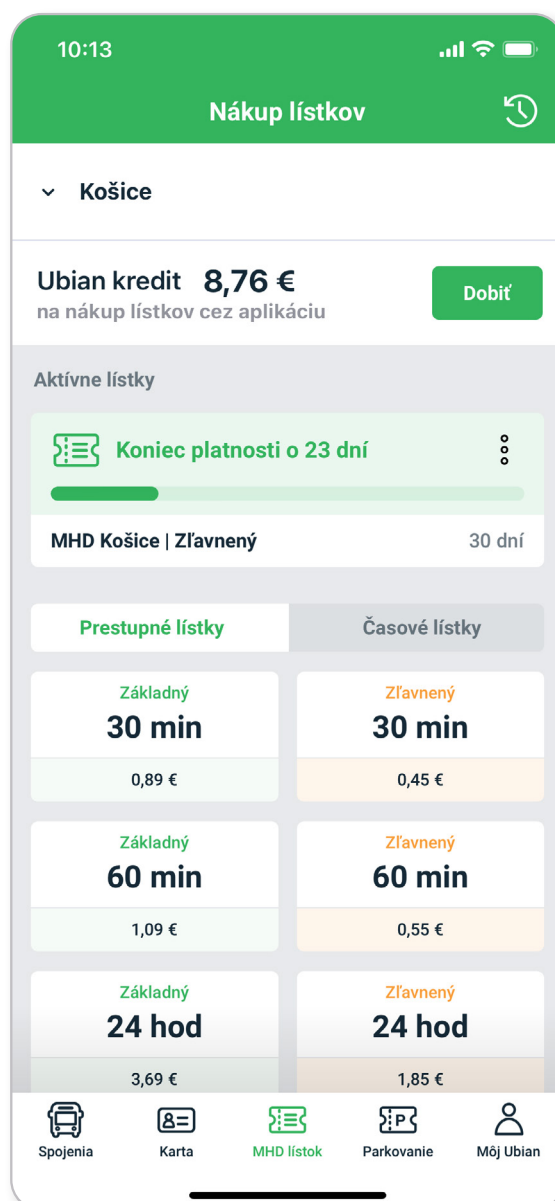 10:13
Nákup lístkov
Košice
Ubian kredit 8,76 €
na nákup lístkov cez aplikáciu
Dobiť
Aktívne lístky
Koniec platnosti o 23 dní
MHD Košice | Zľavnený 30 dní
Prestupné lístky Časové lístky
Základný Zľavnený
30 min 30 min
0,89 € 0,45 €
Základný Zľavnený
60 min 60 min
1,09 € 0,55 €
Základný Zľavnený
24 hod 24 hod
3,69 € 1,85 €
P
Spojenia Karta MHD lístok Parkovanie Môj Ubian